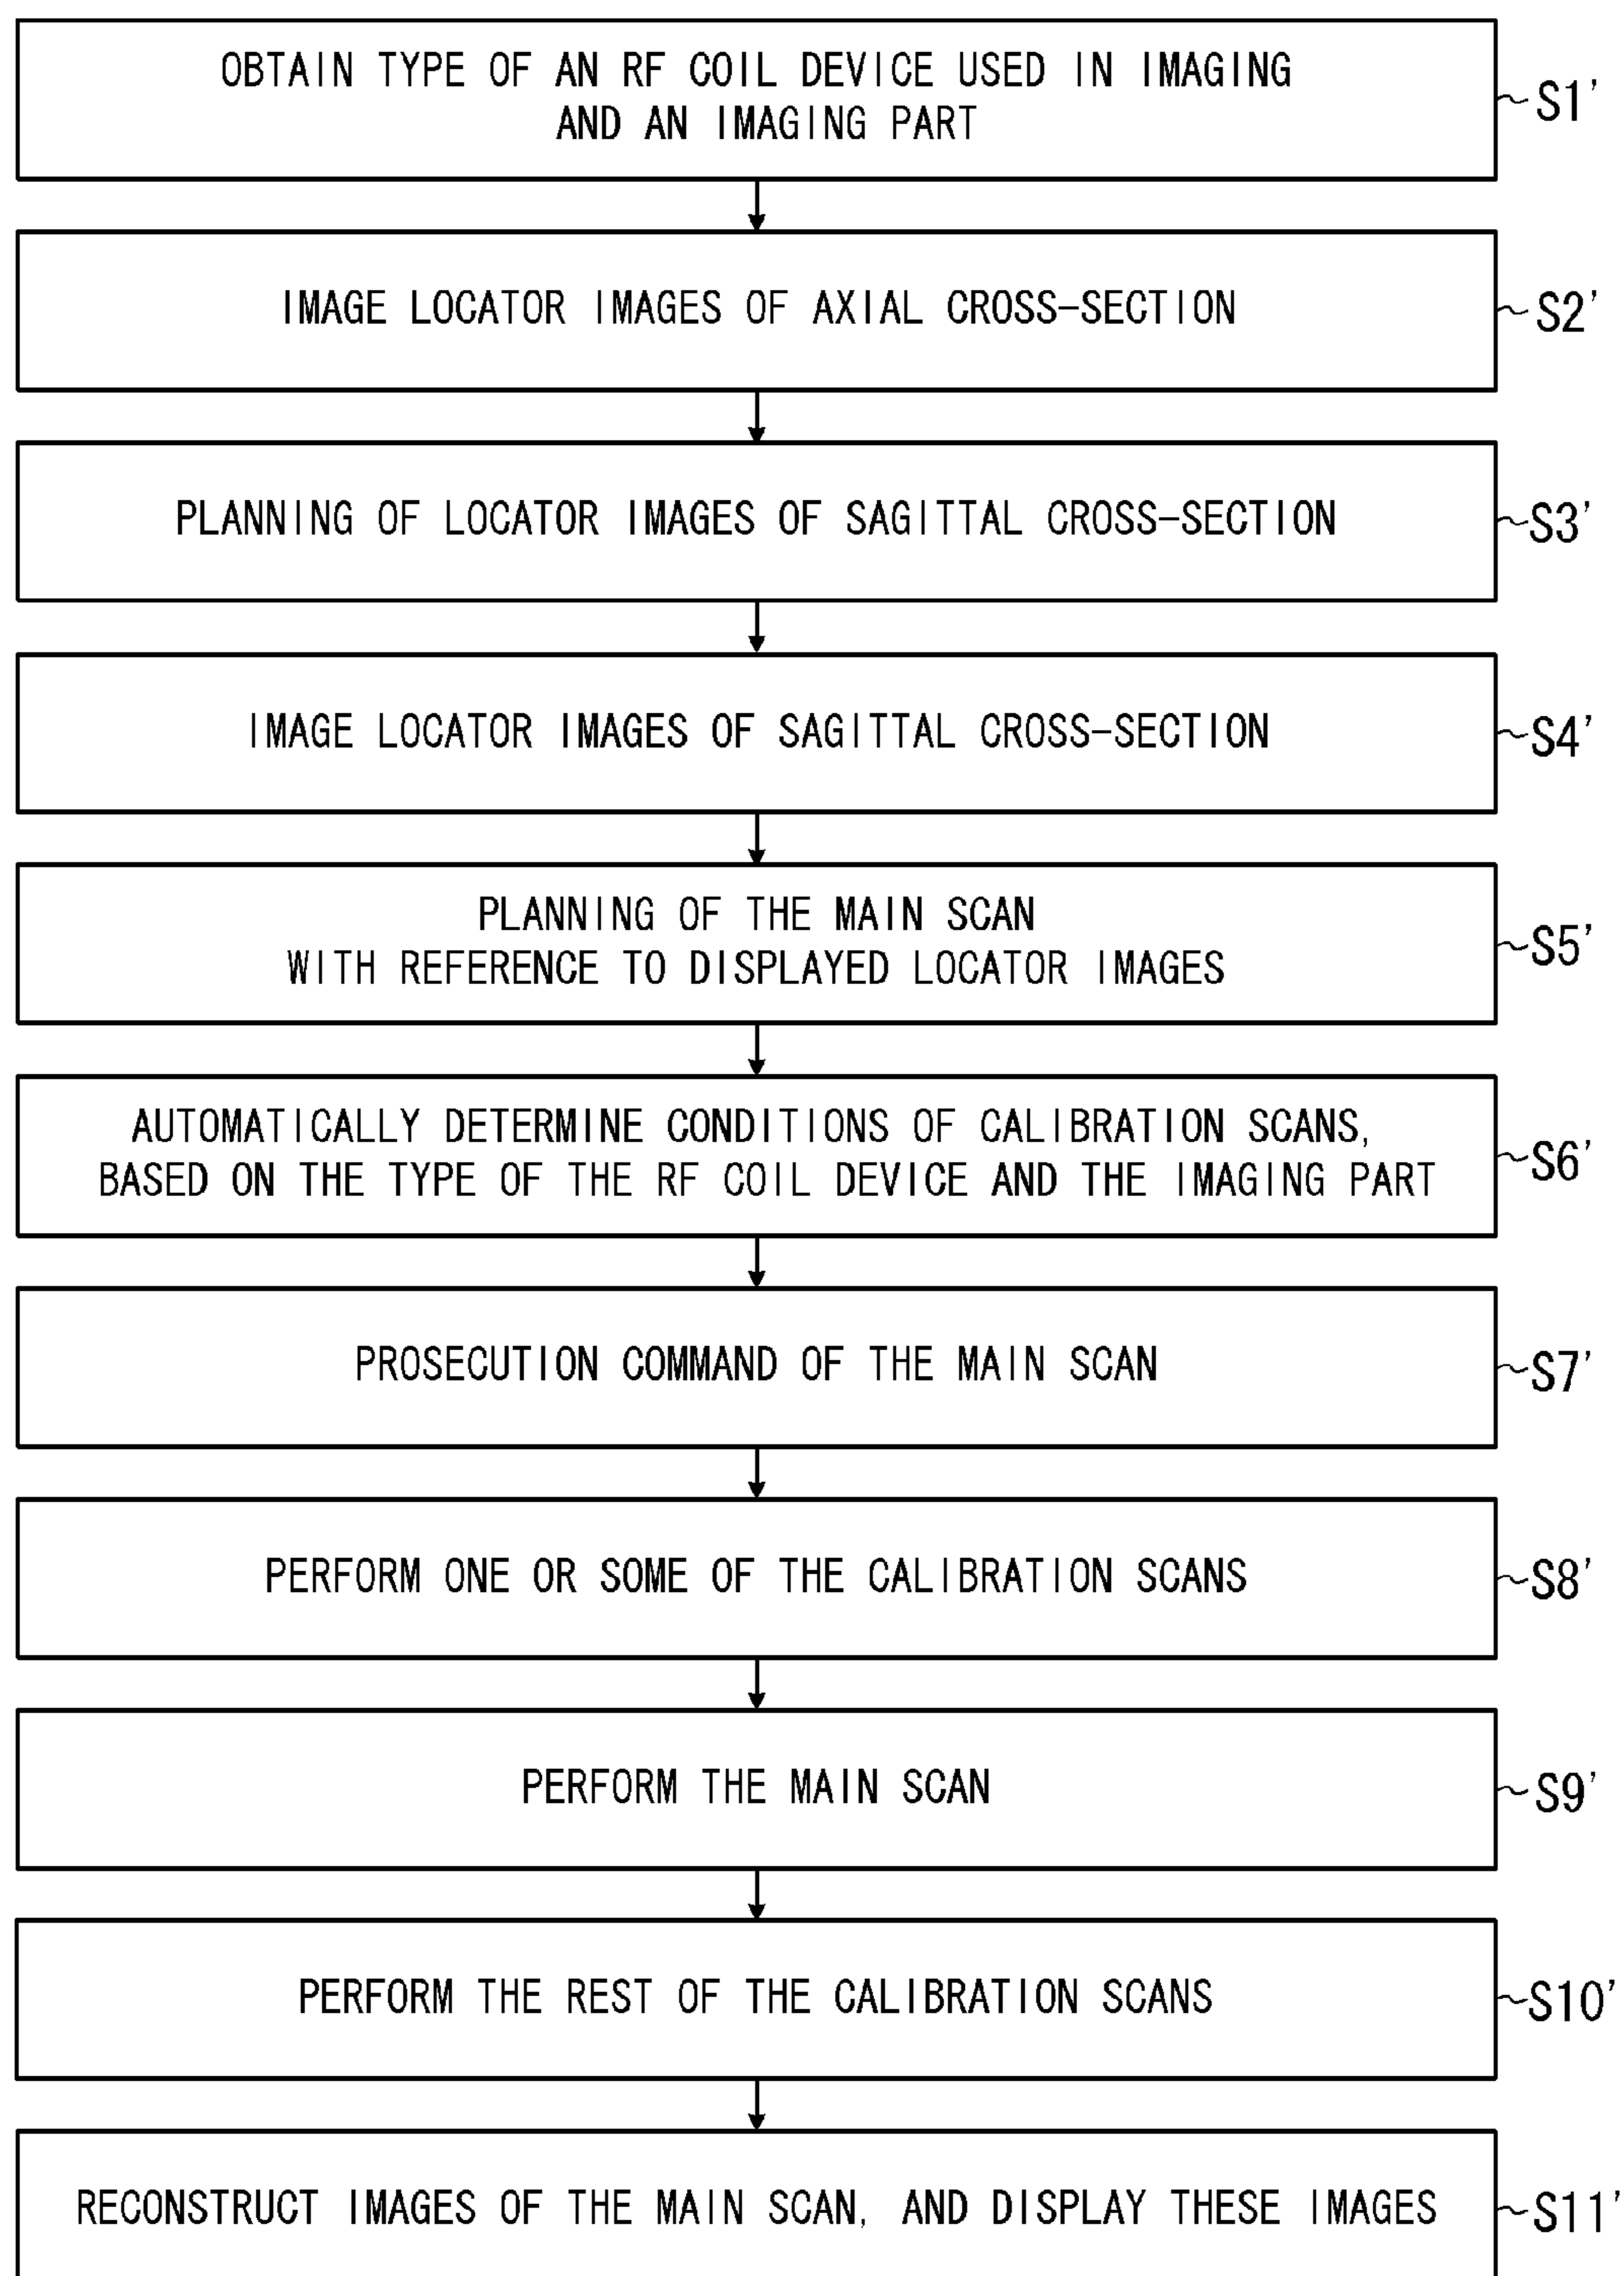 OBTAIN TYPE OF AN RF COIL DEVICE USED IN IMAGING
AND AN IMAGING PART
S1'
IMAGE LOCATOR IMAGES OF AXIAL CROSS-SECTION
S2'
PLANNING OF LOCATOR IMAGES OF SAGITTAL CROSS-SECTION
S3'
IMAGE LOCATOR IMAGES OF SAGITTAL CROSS-SECTION
S4'
PLANNING OF THE MAIN SCAN
WITH REFERENCE TO DISPLAYED LOCATOR IMAGES
S5'
AUTOMATICALLY DETERMINE CONDITIONS OF CALIBRATION SCANS,
BASED ON THE TYPE OF THE RF COIL DEVICE AND THE IMAGING PART
S6'
PROSECUTION COMMAND OF THE MAIN SCAN
S7'
PERFORM ONE OR SOME OF THE CALIBRATION SCANS
S8'
PERFORM THE MAIN SCAN
S9'
PERFORM THE REST OF THE CALIBRATION SCANS
S10'
RECONSTRUCT IMAGES OF THE MAIN SCAN, AND DISPLAY THESE IMAGES
S11'